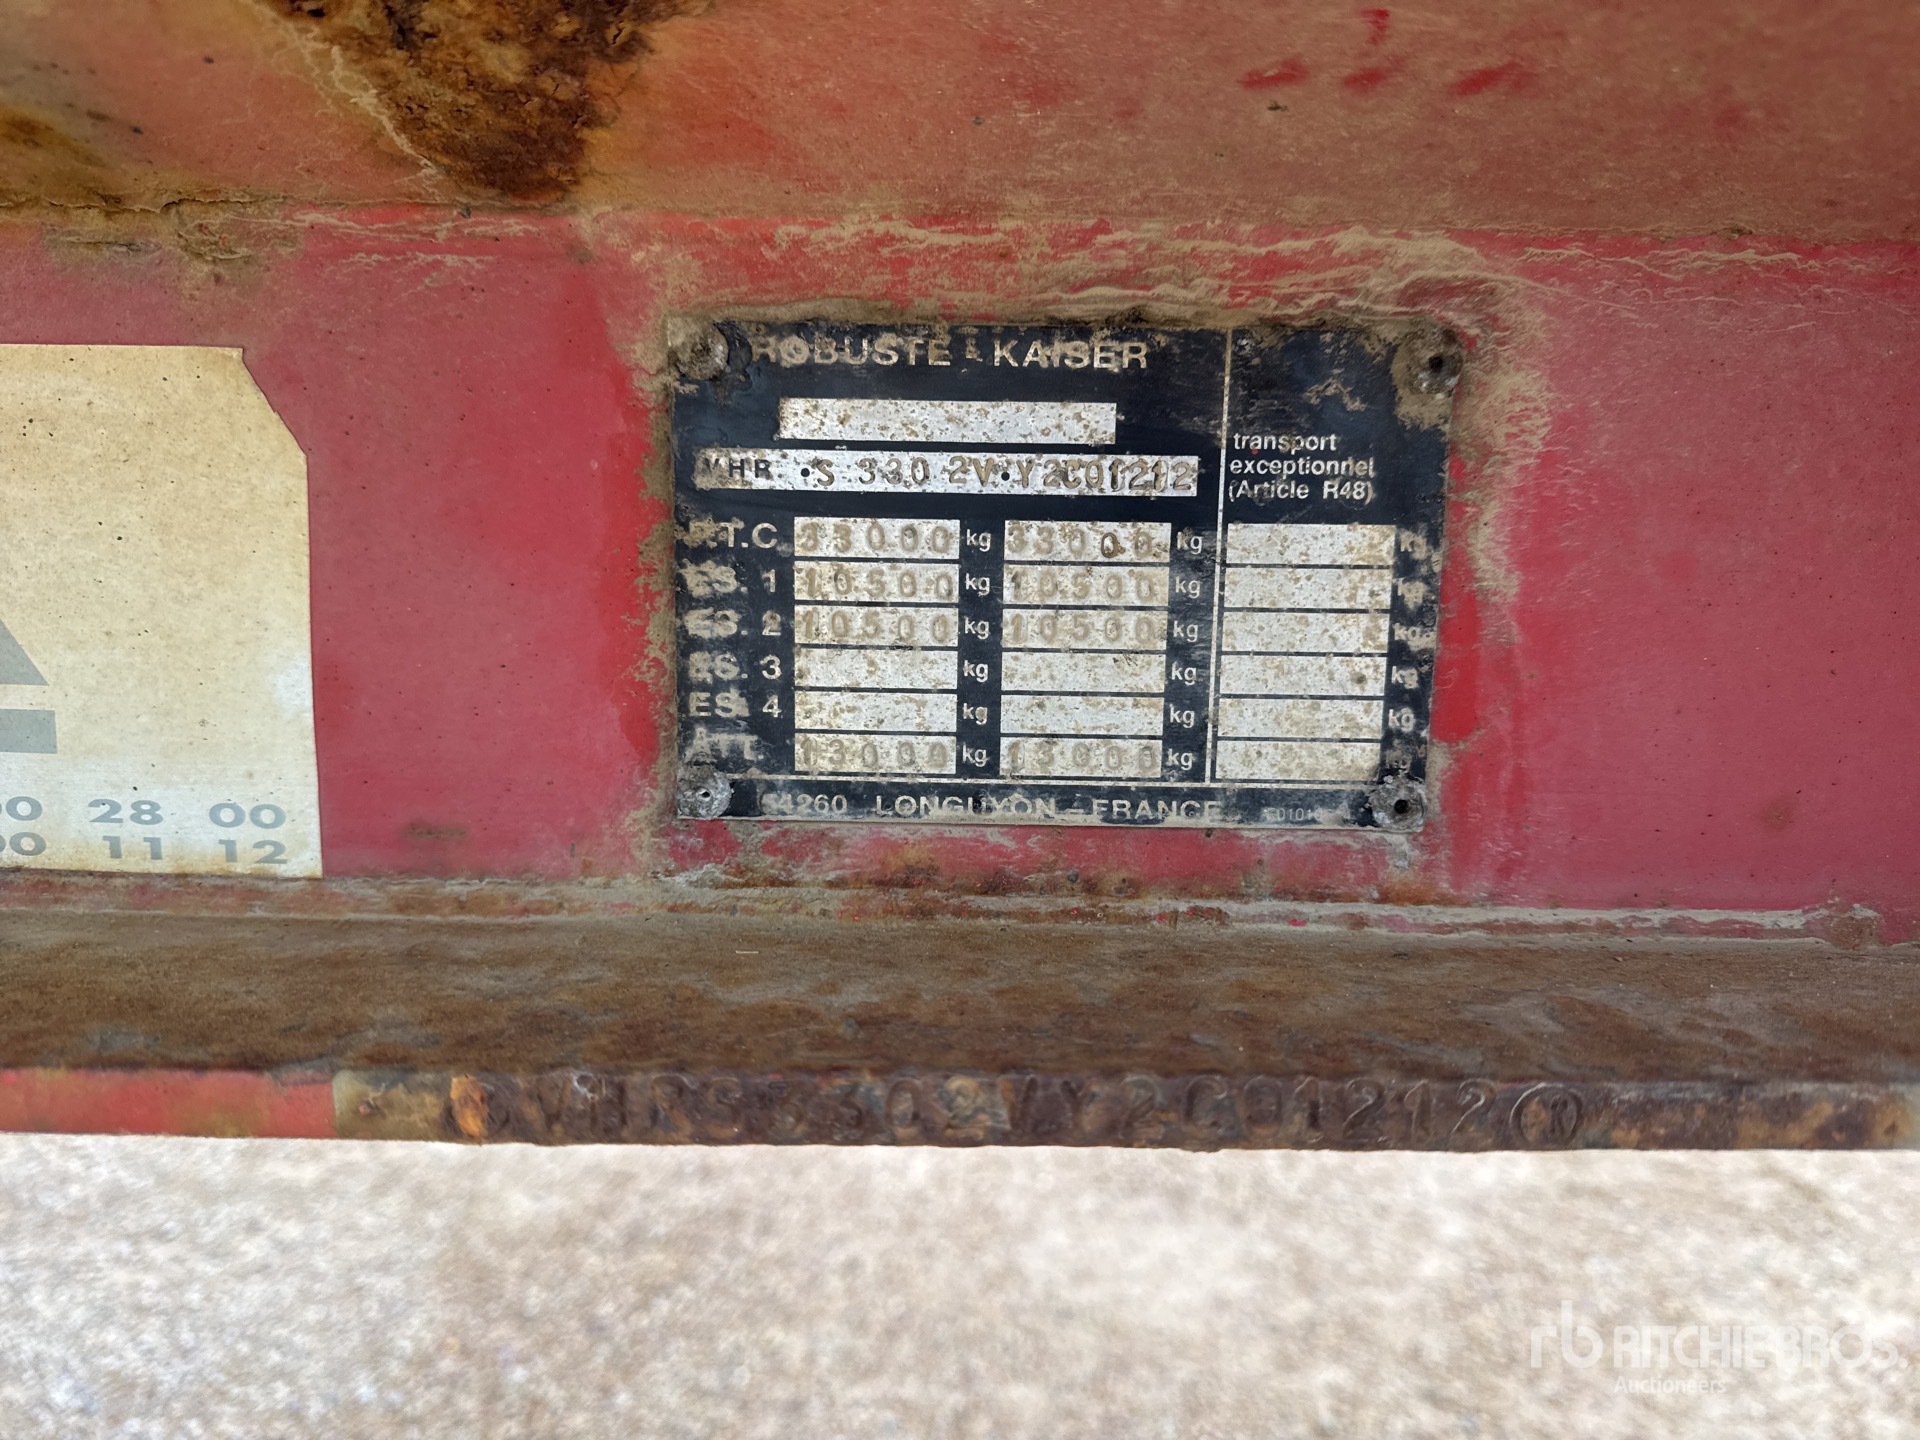 ROBUSTE & KAISER
VHR •S 330 2V•Y2C01212
transport
exceptionnel
(Article R48)
P.T.C. 33000 kg 33000 kg kg
ES. 1 10500 kg 10500 kg kg
ES. 2 10500 kg 10500 kg kg
ES. 3 kg kg kg
ES. 4 kg kg kg
ATT. 13000 kg 13000 kg kg
54260 LONGUYON - FRANCE
00 28 00
00 11 12
VHRS3302VY2C01212 R
rb RITCHIE BROS.
Auctioneers